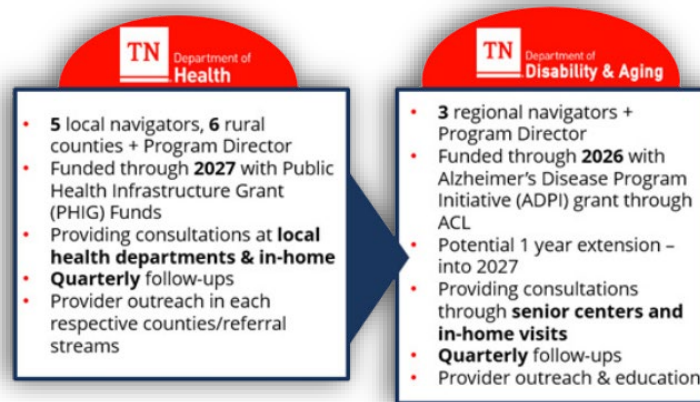 TN
Department of
Health
• 5 local navigators, 6 rural
counties + Program Director
• Funded through 2027 with Public
Health Infrastructure Grant
(PHIG) Funds
• Providing consultations at local
health departments & in-home
• Quarterly follow-ups
• Provider outreach in each
respective counties/referral
streams
TN
Department of
Disability & Aging
• 3 regional navigators +
Program Director
• Funded through 2026 with
Alzheimer's Disease Program
Initiative (ADPI) grant through
ACL
• Potential 1 year extension –
into 2027
• Providing consultations
through senior centers and
in-home visits
• Quarterly follow-ups
• Provider outreach & education